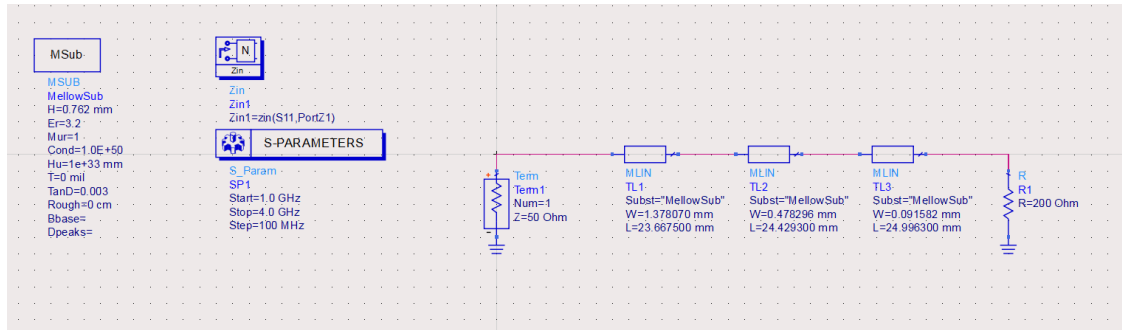 MSub
MSUB
MellowSub
H=0.762 mm
Er=3.2
Mur=1
Cond=1.0E+50
Hu=1e+33 mm
T=0 mil
TanD=0.003
Rough=0 cm
Bbase=
Dpeaks=
N
Zin
Zin
Zin1
Zin1=zin(S11,PortZ1)
S-PARAMETERS
S_Param
SP1
Start=1.0 GHz
Stop=4.0 GHz
Step=100 MHz
+
-
Term
Term1
Num=1
Z=50 Ohm
MLIN
TL1
Subst="MellowSub"
W=1.378070 mm
L=23.667500 mm
MLIN
TL2
Subst="MellowSub"
W=0.478296 mm
L=24.429300 mm
MLIN
TL3
Subst="MellowSub"
W=0.091582 mm
L=24.996300 mm
R
R1
R=200 Ohm